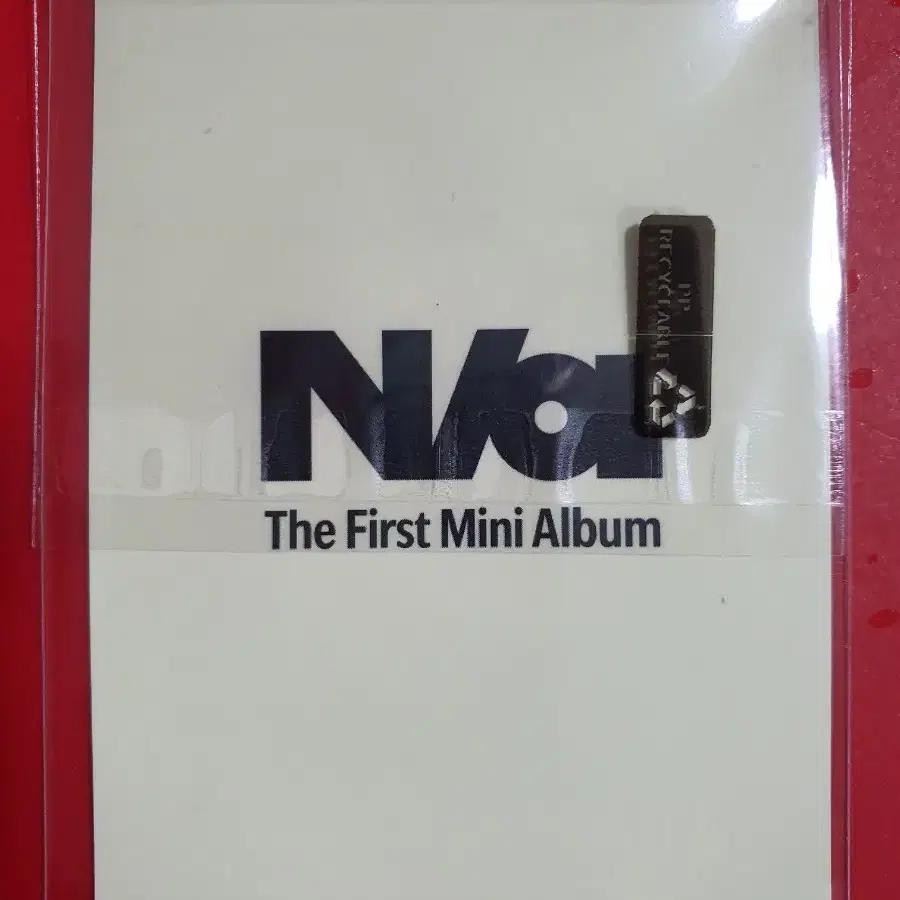 N/a
The First Mini Album
PP
RECYCLABLE